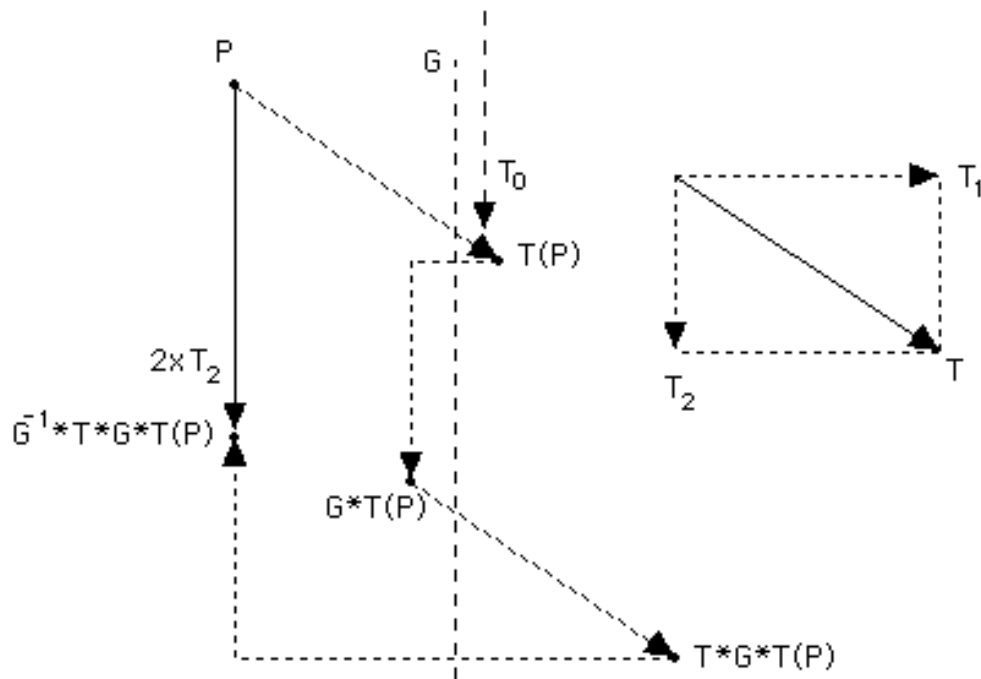 P
G
T₀
T₁
T(P)
2xT₂
T₂
T
G⁻¹*T*G*T(P)
G*T(P)
T*G*T(P)